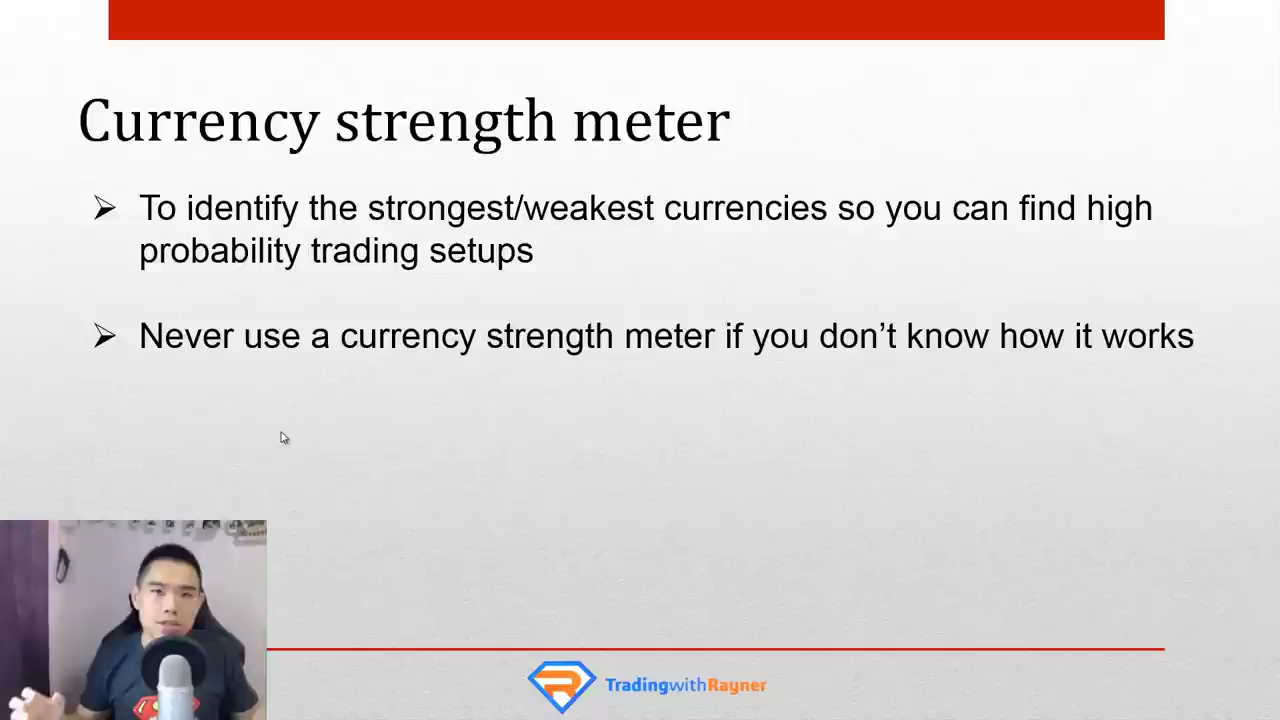 Currency strength meter
➢ To identify the strongest/weakest currencies so you can find high
probability trading setups
➢ Never use a currency strength meter if you don’t know how it works
TradingwithRayner